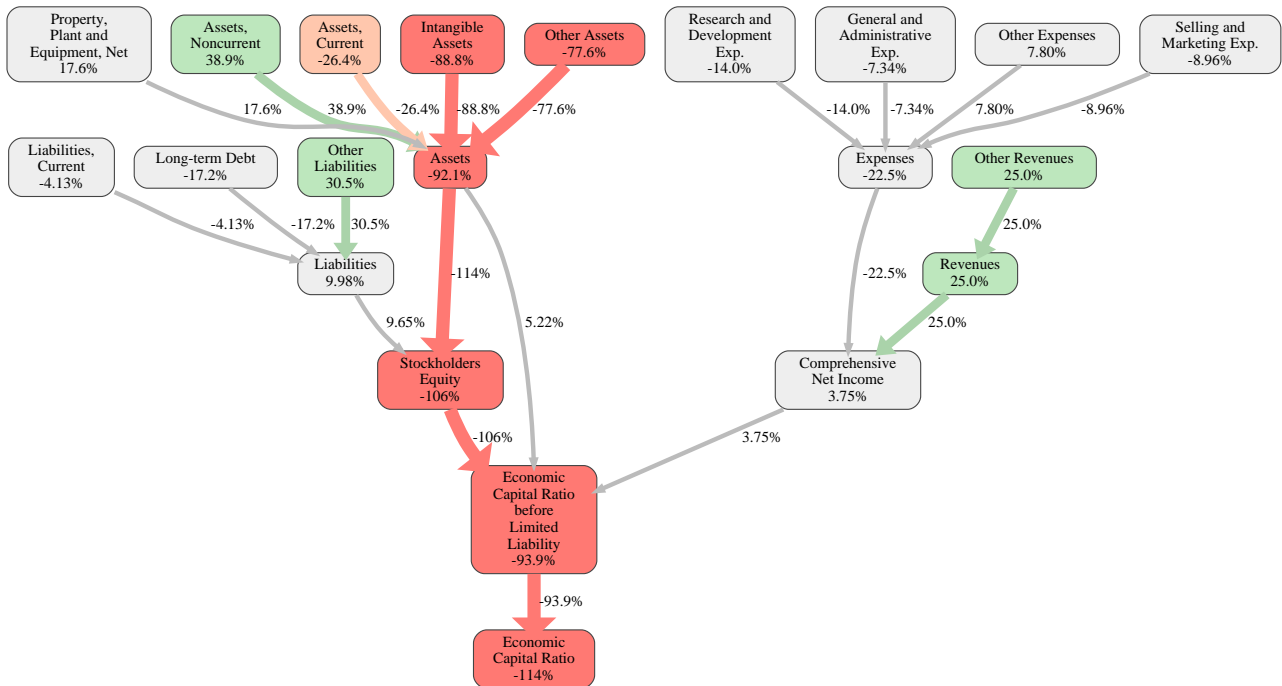 Property,
Plant and
Equipment, Net
17.6%
Assets,
Noncurrent
38.9%
Assets,
Current
-26.4%
Intangible
Assets
-88.8%
Other Assets
-77.6%
Research and
Development
Exp.
-14.0%
General and
Administrative
Exp.
-7.34%
Other Expenses
7.80%
Selling and
Marketing Exp.
-8.96%
17.6%
38.9%
-26.4%
-88.8%
-77.6%
-14.0%
-7.34%
7.80%
-8.96%
Liabilities,
Current
-4.13%
Long-term Debt
-17.2%
Other
Liabilities
30.5%
Assets
-92.1%
Expenses
-22.5%
Other Revenues
25.0%
-4.13%
-17.2%
30.5%
25.0%
Liabilities
9.98%
-114%
-22.5%
Revenues
25.0%
9.65%
5.22%
25.0%
Stockholders
Equity
-106%
Comprehensive
Net Income
3.75%
-106%
3.75%
Economic
Capital Ratio
before
Limited
Liability
-93.9%
-93.9%
Economic
Capital Ratio
-114%